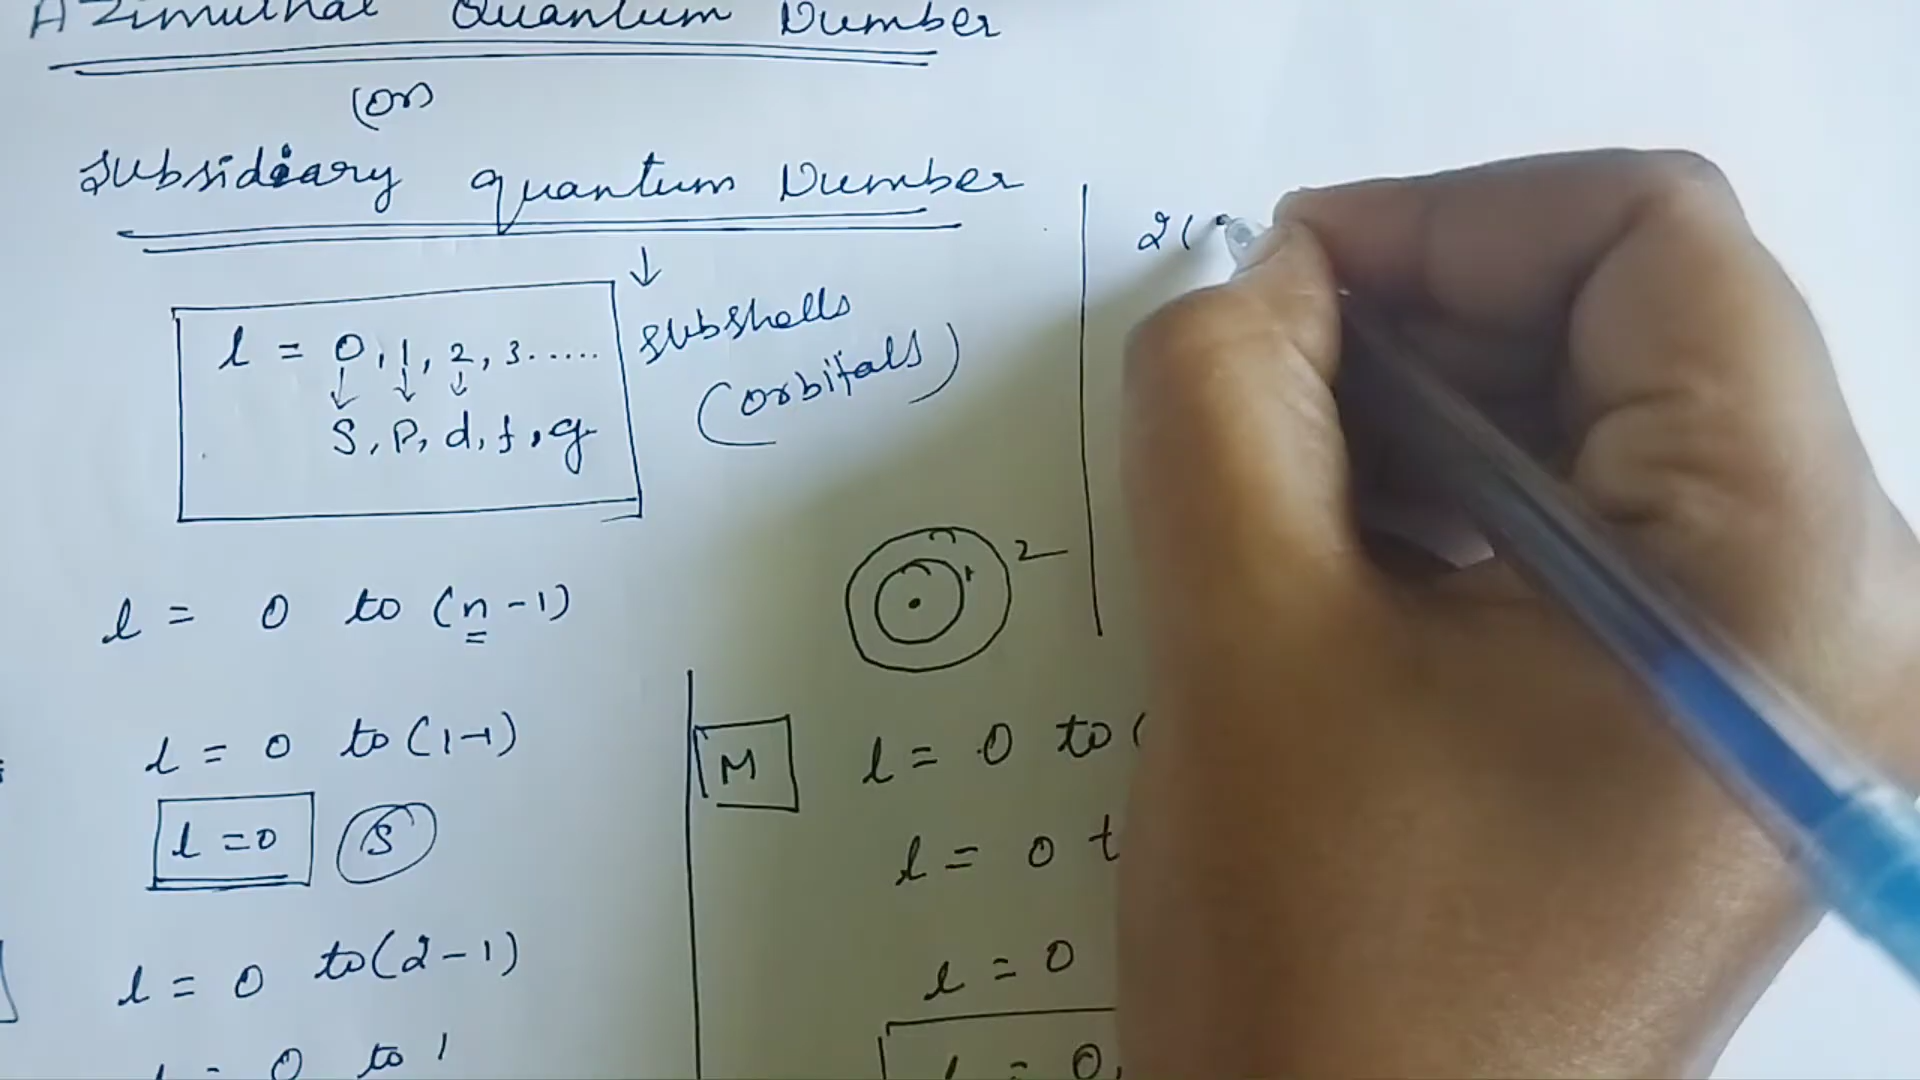 Azimuthal Quantum Number
(or)
Subsidiary quantum Number
↓
l = 0, 1, 2, 3.....
↓ ↓ ↓
S, P, d, f, g
subshells
(orbitals)
l = 0 to (n-1)
l = 0 to (1-1)
l = 0 S
l = 0 to (2-1)
l = 0 to 1
1 2
M
l = 0 to (
l = 0 t
l = 0
l = 0,
2(